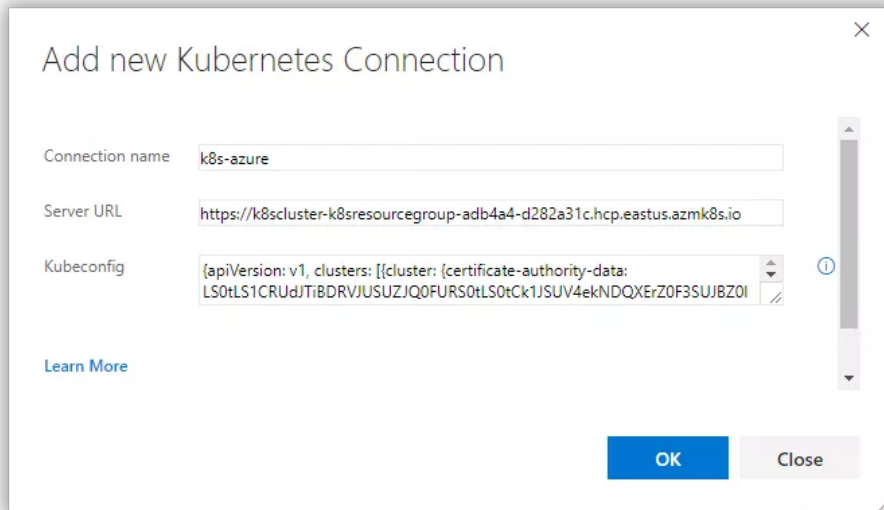 Add new Kubernetes Connection
Connection name
k8s-azure
Server URL
https://k8scluster-k8sresourcegroup-adb4a4-d282a31c.hcp.eastus.azmk8s.io
Kubeconfig
{apiVersion: v1, clusters: [{cluster: {certificate-authority-data:
LS0tLS1CRUdJTiBDRVJUSUZJQ0FURS0tLS0tCk1JSUV4ekNDQXErZ0F3SUJBZ0l
Learn More
OK
Close